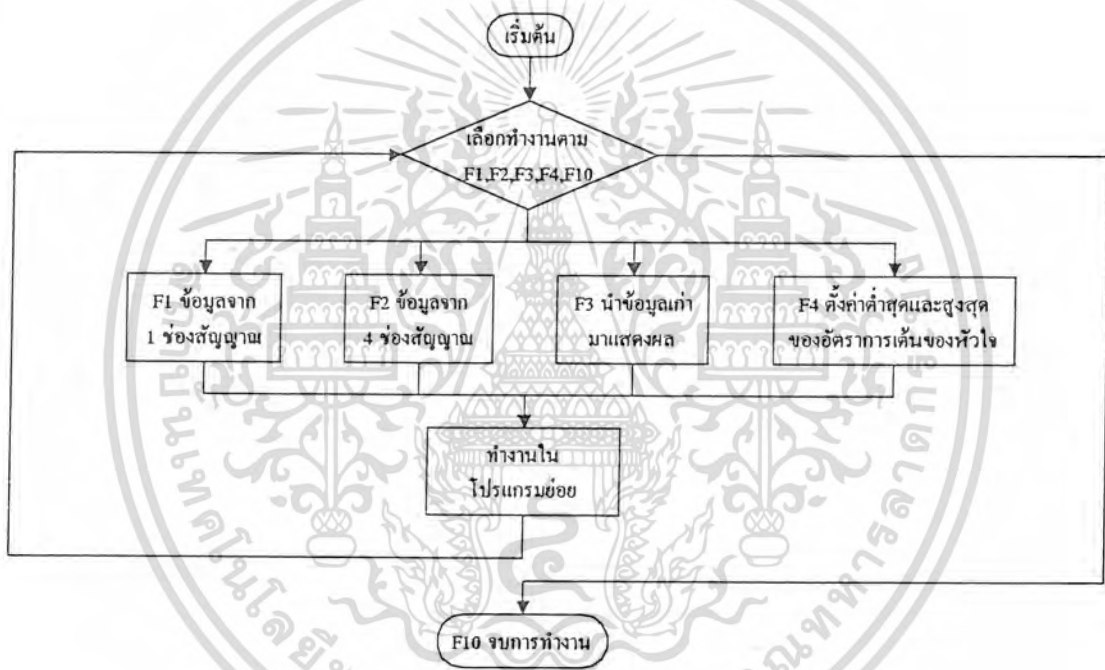 เริ่มต้น
เลือกทำงานตาม
F1,F2,F3,F4,F10
F1 ข้อมูลจาก
1 ช่องสัญญาณ
F2 ข้อมูลจาก
4 ช่องสัญญาณ
F3 นำข้อมูลเก่า
มาแสดงผล
F4 ตั้งค่าต่ำสุดและสูงสุด
ของอัตราการเต้นของหัวใจ
ทำงานใน
โปรแกรมย่อย
F10 จบการทำงาน